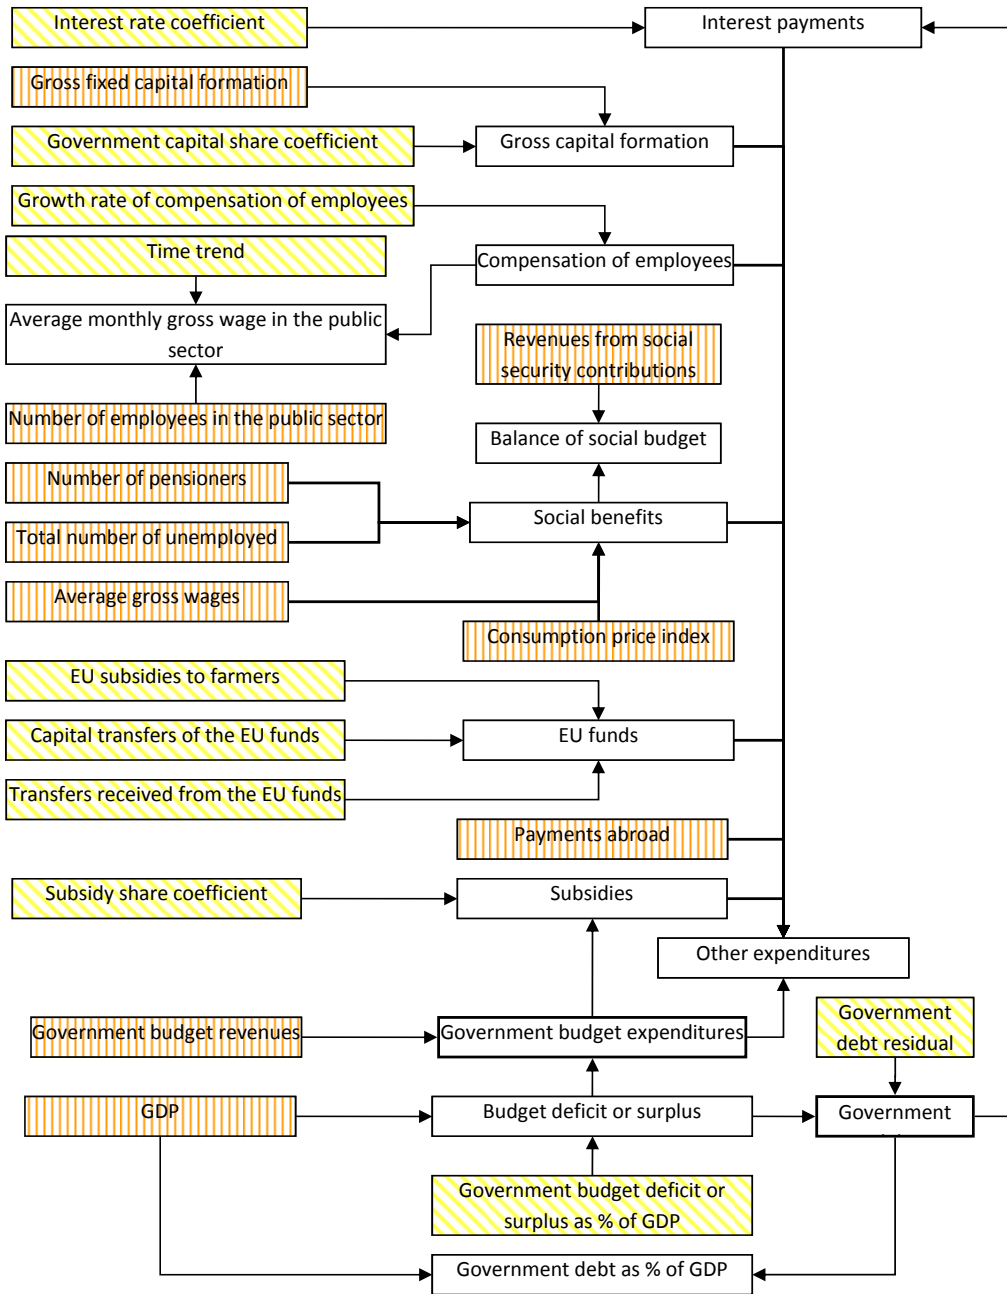 Interest rate coefficient
Interest payments
Gross fixed capital formation
Government capital share coefficient
Gross capital formation
Growth rate of compensation of employees
Time trend
Compensation of employees
Average monthly gross wage in the public
sector
Revenues from social
security contributions
Number of employees in the public sector
Balance of social budget
Number of pensioners
Social benefits
Total number of unemployed
Average gross wages
Consumption price index
EU subsidies to farmers
Capital transfers of the EU funds
EU funds
Transfers received from the EU funds
Payments abroad
Subsidy share coefficient
Subsidies
Other expenditures
Government budget revenues
Government budget expenditures
Government
debt residual
GDP
Budget deficit or surplus
Government
Government budget deficit or
surplus as % of GDP
Government debt as % of GDP